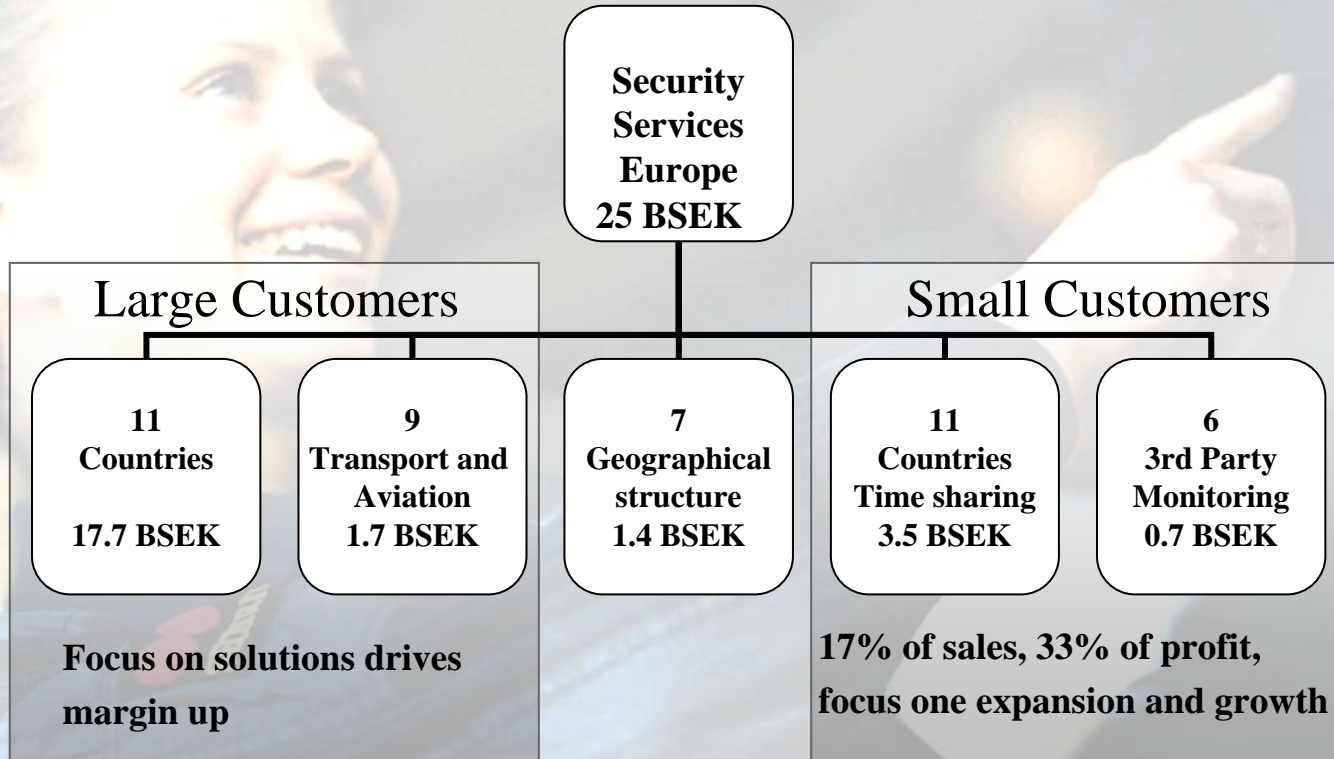 Security
Services
Europe
25 BSEK
Large Customers
Small Customers
11
Countries
17.7 BSEK
9
Transport and
Aviation
1.7 BSEK
7
Geographical
structure
1.4 BSEK
11
Countries
Time sharing
3.5 BSEK
6
3rd Party
Monitoring
0.7 BSEK
Focus on solutions drives
margin up
17% of sales, 33% of profit,
focus one expansion and growth